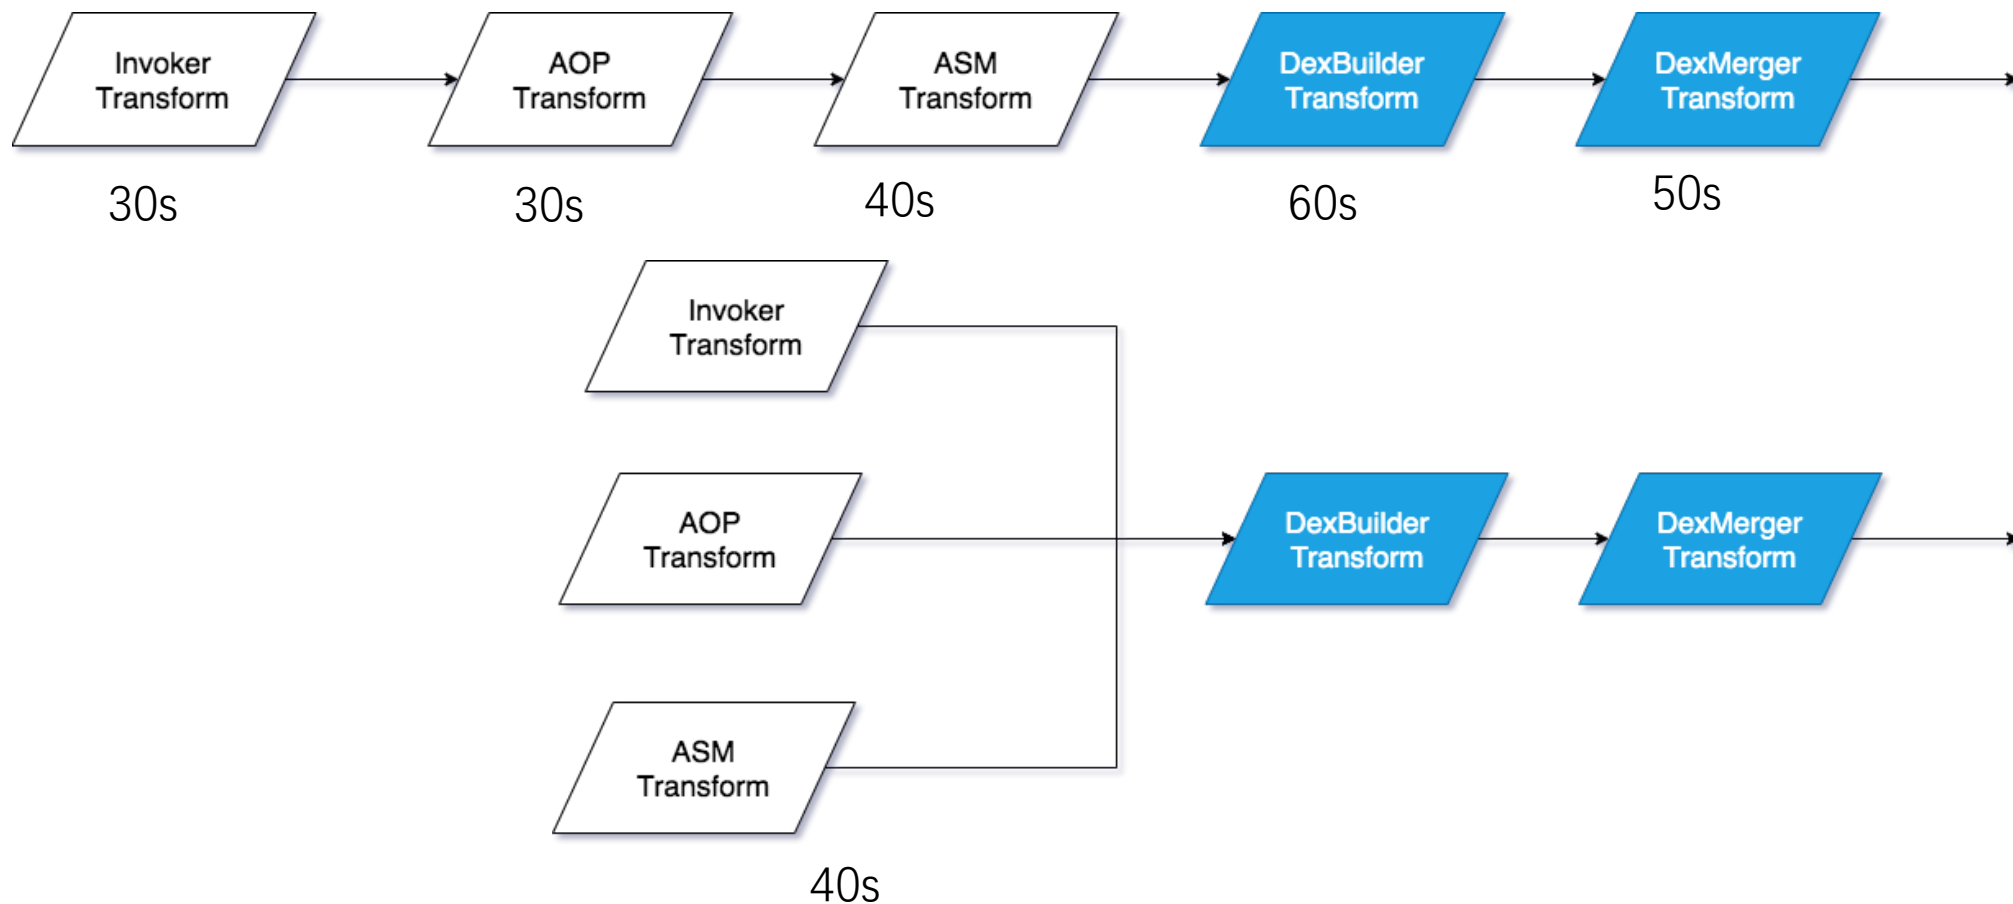 Invoker
Transform
AOP
Transform
ASM
Transform
DexBuilder
Transform
DexMerger
Transform
30s
30s
40s
60s
50s
Invoker
Transform
AOP
Transform
DexBuilder
Transform
DexMerger
Transform
ASM
Transform
40s